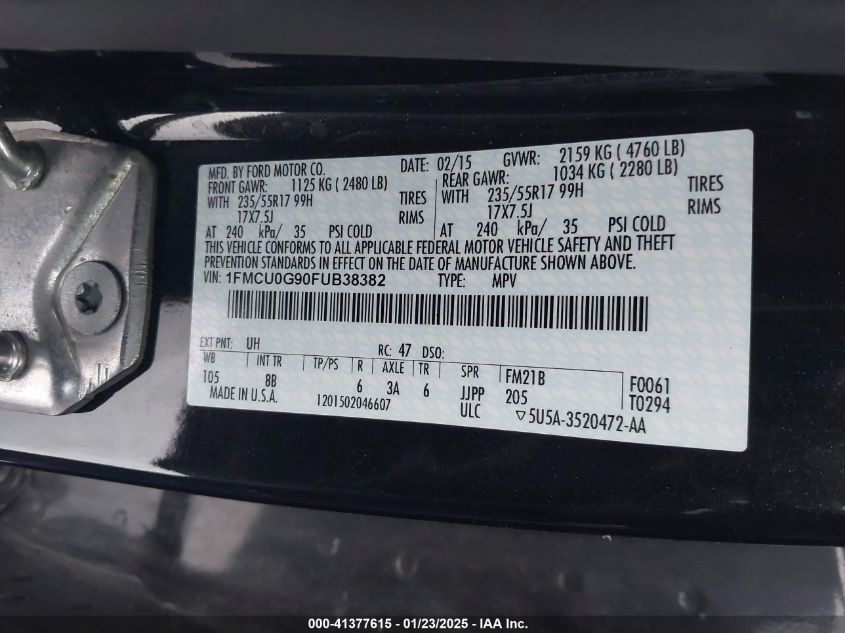 MFD. BY FORD MOTOR CO. DATE: 02/15 GVWR: 2159 KG ( 4760 LB)
FRONT GAWR: 1125 KG ( 2480 LB) REAR GAWR: 1034 KG ( 2280 LB)
WITH 235/55R17 99H TIRES WITH 235/55R17 99H TIRES
17X7.5J RIMS 17X7.5J RIMS
AT 240 kPa/ 35 PSI COLD AT 240 kPa/ 35 PSI COLD
THIS VEHICLE CONFORMS TO ALL APPLICABLE FEDERAL MOTOR VEHICLE SAFETY AND THEFT
PREVENTION STANDARDS IN EFFECT ON THE DATE OF MANUFACTURE SHOWN ABOVE.
VIN: 1FMCU0G90FUB38382 TYPE: MPV
EXT PNT: UH RC: 47 DSO:
WB INT TR TP/PS R AXLE TR SPR FM21B F0061
105 8B 6 3A 6 JJPP 205 T0294
MADE IN U.S.A. 1201502046607 ULC ▽5U5A-3520472-AA
000-41377615 - 01/23/2025 - IAA Inc.